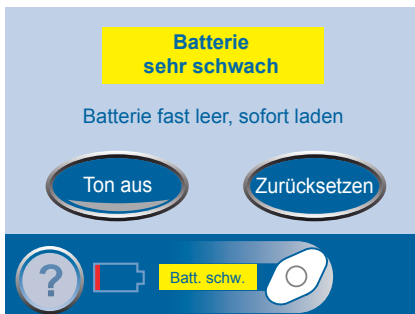 Batterie
sehr schwach
Batterie fast leer, sofort laden
Ton aus
Zurücksetzen
?
Batt. schw.